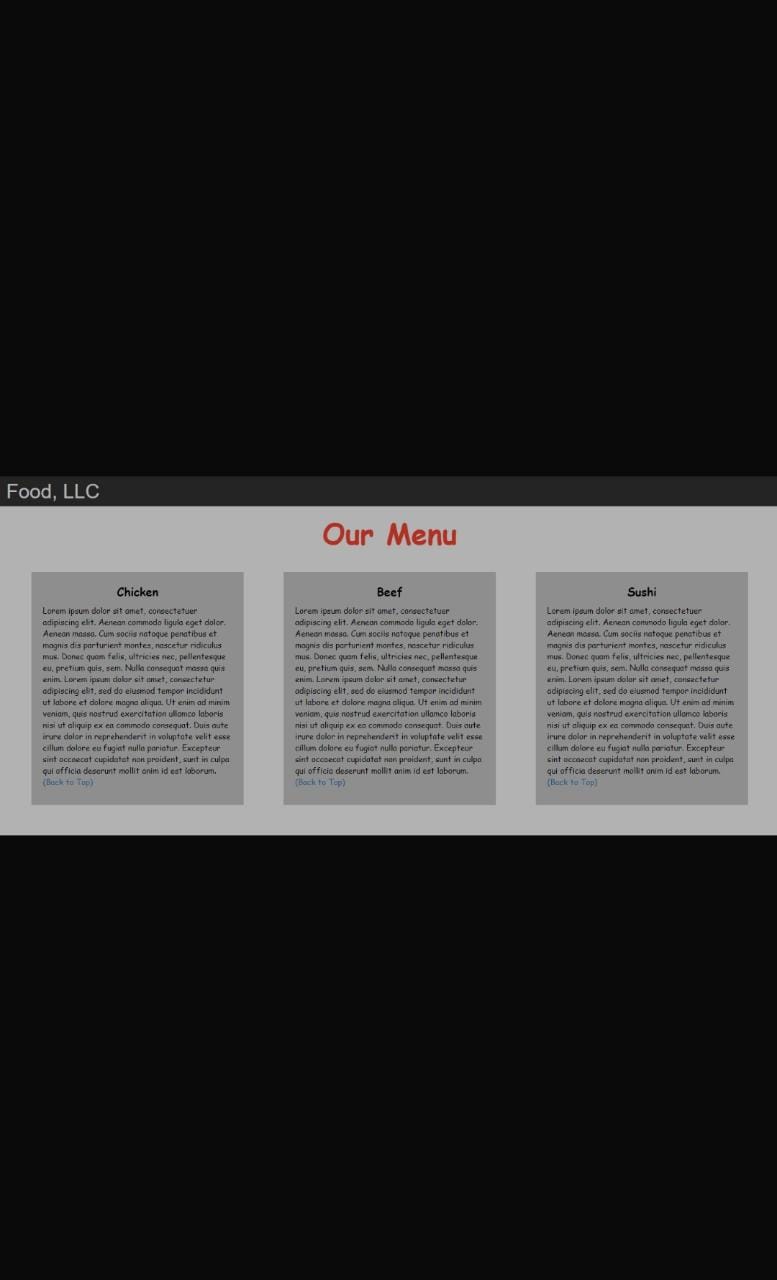 Food, LLC
Our Menu
Chicken
Lorem ipsum dolor sit amet, consectetuer
adipiscing elit. Aenean commodo ligula eget dolor.
Aenean massa. Cum sociis natoque penatibus et
magnis dis parturient montes, nascetur ridiculus
mus. Donec quam felis, ultricies nec, pellentesque
eu, pretium quis, sem. Nulla consequat massa quis
enim. Lorem ipsum dolor sit amet, consectetur
adipiscing elit, sed do eiusmod tempor incididunt
ut labore et dolore magna aliqua. Ut enim ad minim
veniam, quis nostrud exercitation ullamco laboris
nisi ut aliquip ex ea commodo consequat. Duis aute
irure dolor in reprehenderit in voluptate velit esse
cillum dolore eu fugiat nulla pariatur. Excepteur
sint occaecat cupidatat non proident, sunt in culpa
qui officia deserunt mollit anim id est laborum.
(Back to Top)
Beef
Lorem ipsum dolor sit amet, consectetuer
adipiscing elit. Aenean commodo ligula eget dolor.
Aenean massa. Cum sociis natoque penatibus et
magnis dis parturient montes, nascetur ridiculus
mus. Donec quam felis, ultricies nec, pellentesque
eu, pretium quis, sem. Nulla consequat massa quis
enim. Lorem ipsum dolor sit amet, consectetur
adipiscing elit, sed do eiusmod tempor incididunt
ut labore et dolore magna aliqua. Ut enim ad minim
veniam, quis nostrud exercitation ullamco laboris
nisi ut aliquip ex ea commodo consequat. Duis aute
irure dolor in reprehenderit in voluptate velit esse
cillum dolore eu fugiat nulla pariatur. Excepteur
sint occaecat cupidatat non proident, sunt in culpa
qui officia deserunt mollit anim id est laborum.
(Back to Top)
Sushi
Lorem ipsum dolor sit amet, consectetuer
adipiscing elit. Aenean commodo ligula eget dolor.
Aenean massa. Cum sociis natoque penatibus et
magnis dis parturient montes, nascetur ridiculus
mus. Donec quam felis, ultricies nec, pellentesque
eu, pretium quis, sem. Nulla consequat massa quis
enim. Lorem ipsum dolor sit amet, consectetur
adipiscing elit, sed do eiusmod tempor incididunt
ut labore et dolore magna aliqua. Ut enim ad minim
veniam, quis nostrud exercitation ullamco laboris
nisi ut aliquip ex ea commodo consequat. Duis aute
irure dolor in reprehenderit in voluptate velit esse
cillum dolore eu fugiat nulla pariatur. Excepteur
sint occaecat cupidatat non proident, sunt in culpa
qui officia deserunt mollit anim id est laborum.
(Back to Top)